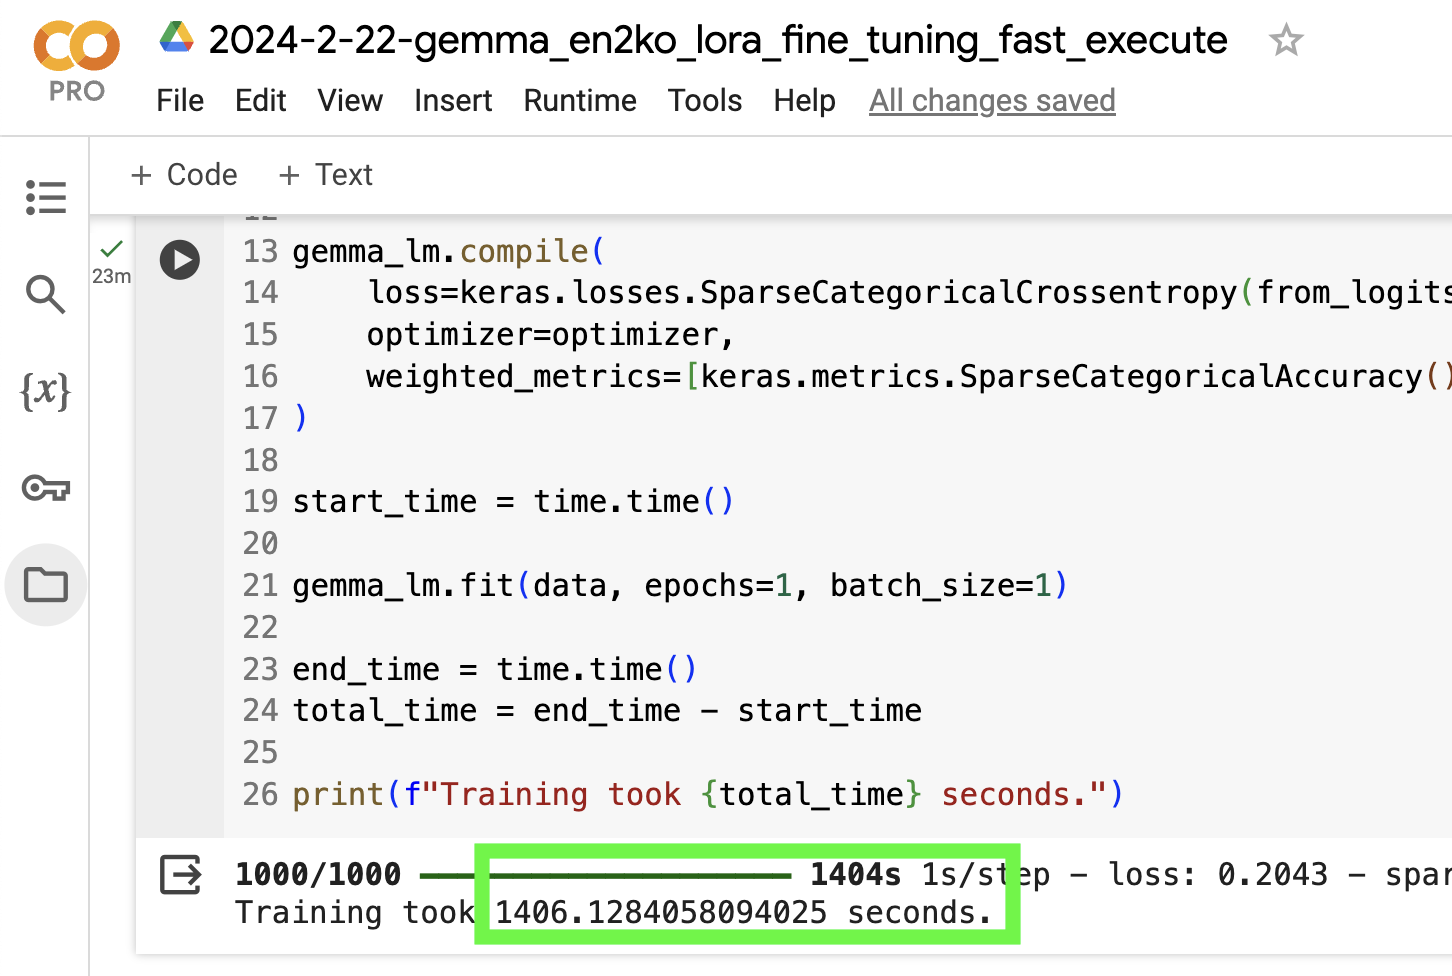 2024-2-22-gemma_en2ko_lora_fine_tuning_fast_execute
PRO
File Edit View Insert Runtime Tools Help All changes saved
+ Code + Text
12
23m
13 gemma_lm.compile(
14 loss=keras.losses.SparseCategoricalCrossentropy(from_logits
{x}
15 optimizer=optimizer,
16 weighted_metrics=[keras.metrics.SparseCategoricalAccuracy()
17 )
18
19 start_time = time.time()
20
21 gemma_lm.fit(data, epochs=1, batch_size=1)
22
23 end_time = time.time()
24 total_time = end_time - start_time
25
26 print(f"Training took {total_time} seconds.")
1000/1000 1404s 1s/step - loss: 0.2043 - spar
Training took 1406.1284058094025 seconds.